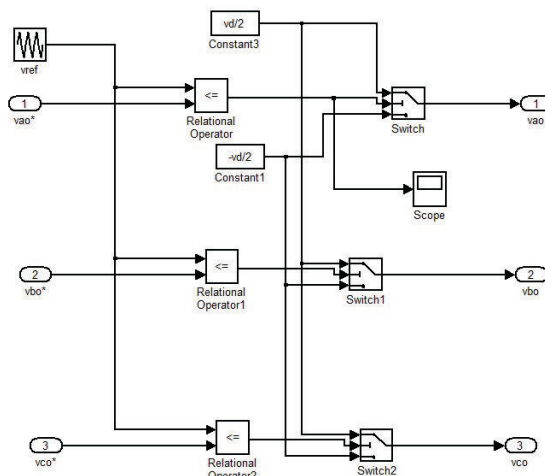 vd/2
Constant3
vref
1
vao*
<=
Relational
Operator
Switch
1
vao
-vd/2
Constant1
Scope
2
vbo*
<=
Relational
Operator1
Switch1
2
vbo
3
vco*
<=
Relational
Operator2
Switch2
3
vco